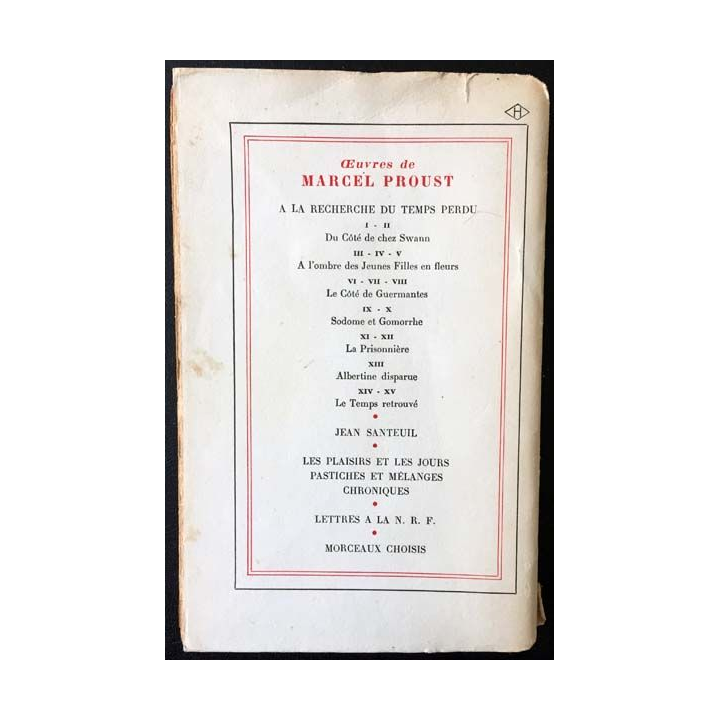 H
Œuvres de
MARCEL PROUST
A LA RECHERCHE DU TEMPS PERDU
I - II
Du Côté de chez Swann
III - IV - V
A l'ombre des Jeunes Filles en fleurs
VI - VII - VIII
Le Côté de Guermantes
IX - X
Sodome et Gomorrhe
XI - XII
La Prisonnière
XIII
Albertine disparue
XIV - XV
Le Temps retrouvé
JEAN SANTEUIL
LES PLAISIRS ET LES JOURS
PASTICHES ET MÉLANGES
CHRONIQUES
LETTRES A LA N. R. F.
MORCEAUX CHOISIS